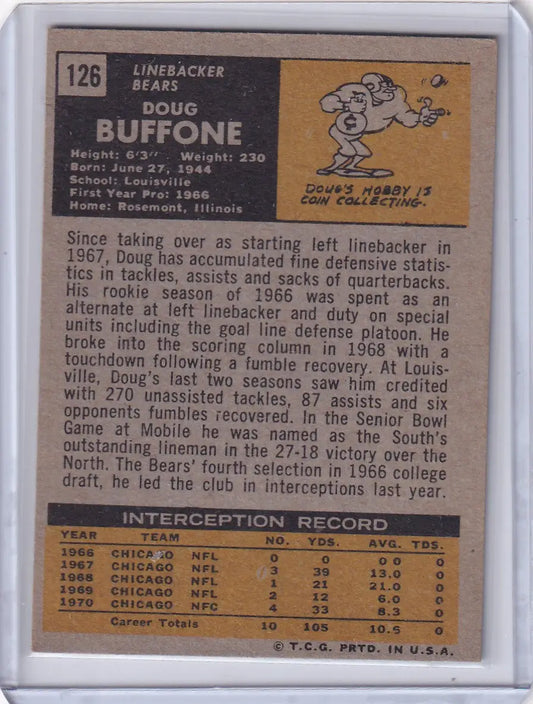 126
LINEBACKER
BEARS
DOUG
BUFFONE
Height: 6'3" Weight: 230
Born: June 27, 1944
School: Louisville
First Year Pro: 1966
Home: Rosemont, Illinois
DOUG'S HOBBY IS
COIN COLLECTING.
Since taking over as starting left linebacker in
1967, Doug has accumulated fine defensive statis-
tics in tackles, assists and sacks of quarterbacks.
His rookie season of 1966 was spent as an
alternate at left linebacker and duty on special
units including the goal line defense platoon. He
broke into the scoring column in 1968 with a
touchdown following a fumble recovery. At Louis-
ville, Doug's last two seasons saw him credited
with 270 unassisted tackles, 87 assists and six
opponents fumbles recovered. In the Senior Bowl
Game at Mobile he was named as the South's
outstanding lineman in the 27-18 victory over the
North. The Bears' fourth selection in 1966 college
draft, he led the club in interceptions last year.
INTERCEPTION RECORD
YEAR TEAM NO. YDS. AVG. TDS.
1966 CHICAGO NFL 0 0 0 0 0
1967 CHICAGO NFL 3 39 13.0 0
1968 CHICAGO NFL 1 21 21.0 0
1969 CHICAGO NFL 2 12 6.0 0
1970 CHICAGO NFC 4 33 8.3 0
Career Totals 10 105 10.5 0
© T.C.G. PRTD. IN U.S.A.